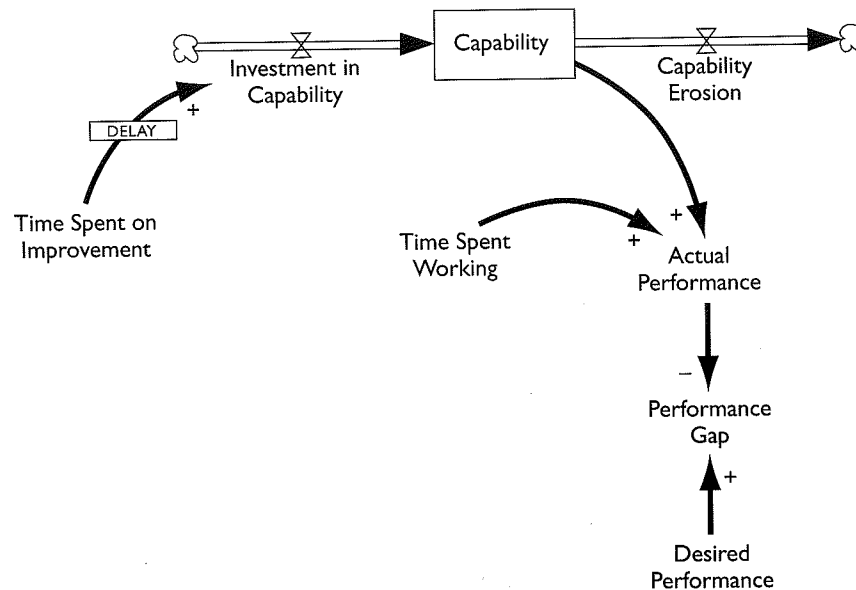 Capability
Investment in
Capability
Capability
Erosion
+
DELAY
Time Spent on
Improvement
Time Spent
Working
+
+
Actual
Performance
−
Performance
Gap
+
Desired
Performance